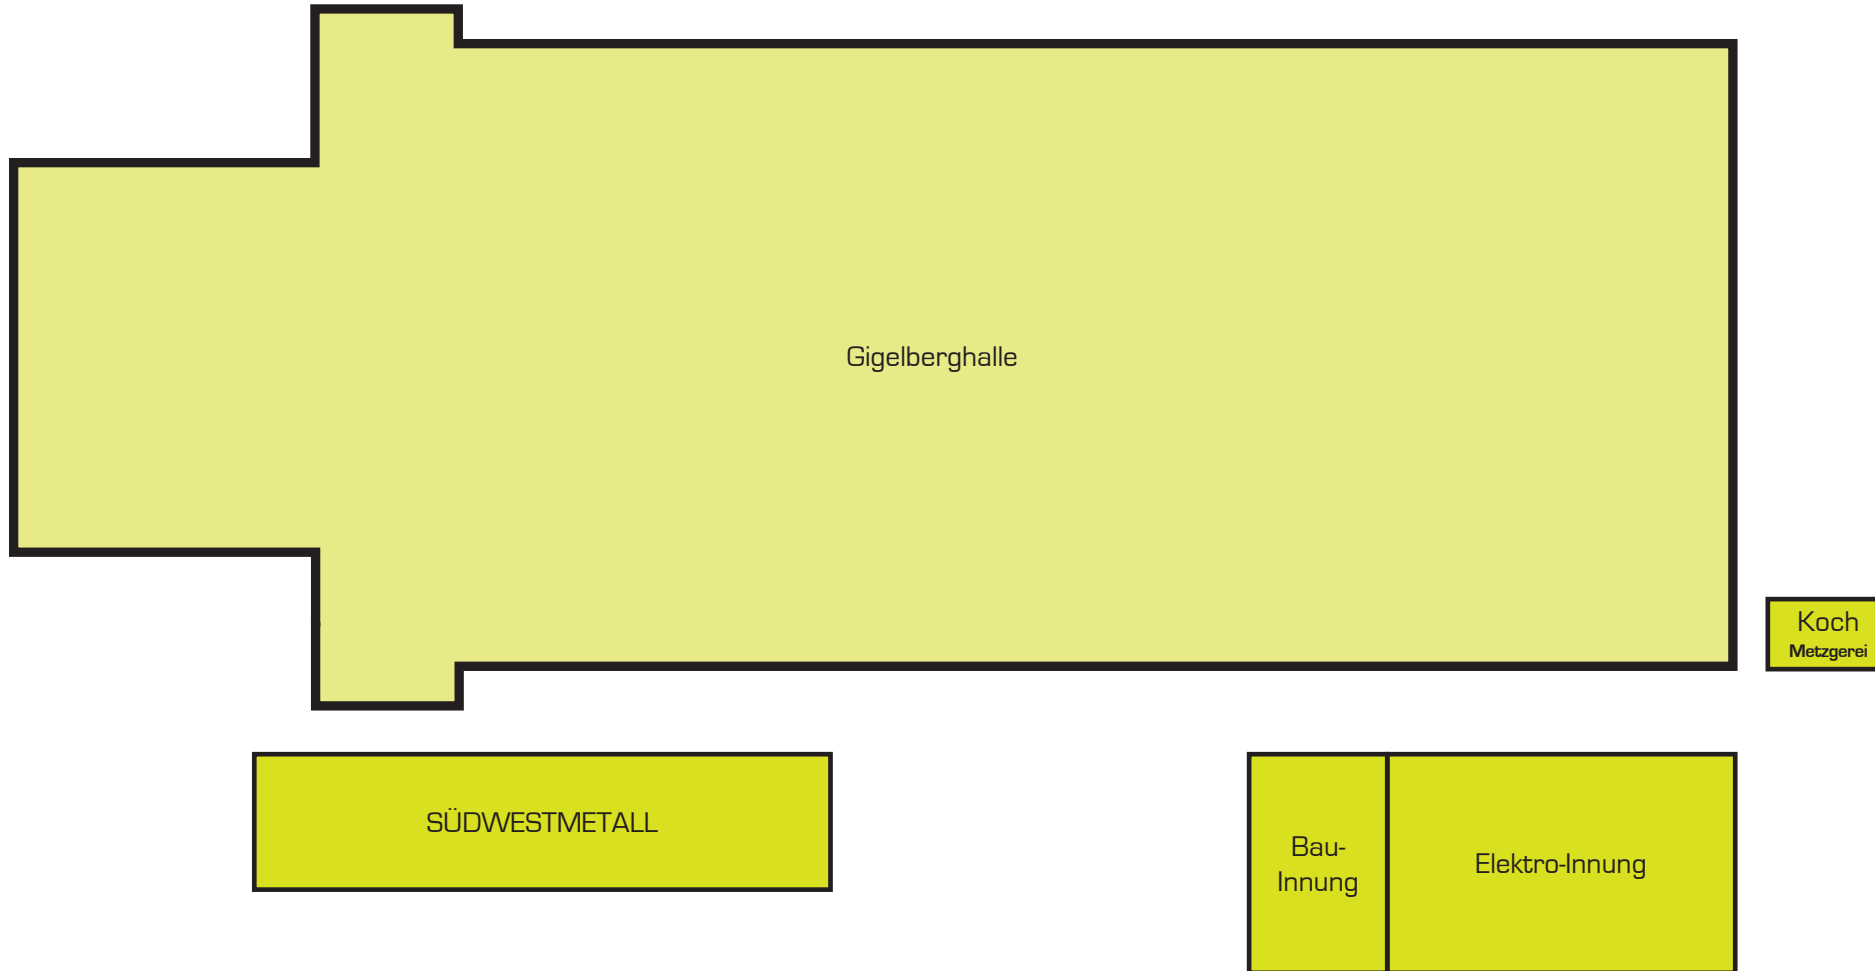 Gigelberghalle
Koch
Metzgerei
SÜDWESTMETALL
Bau-
Innung
Elektro-Innung